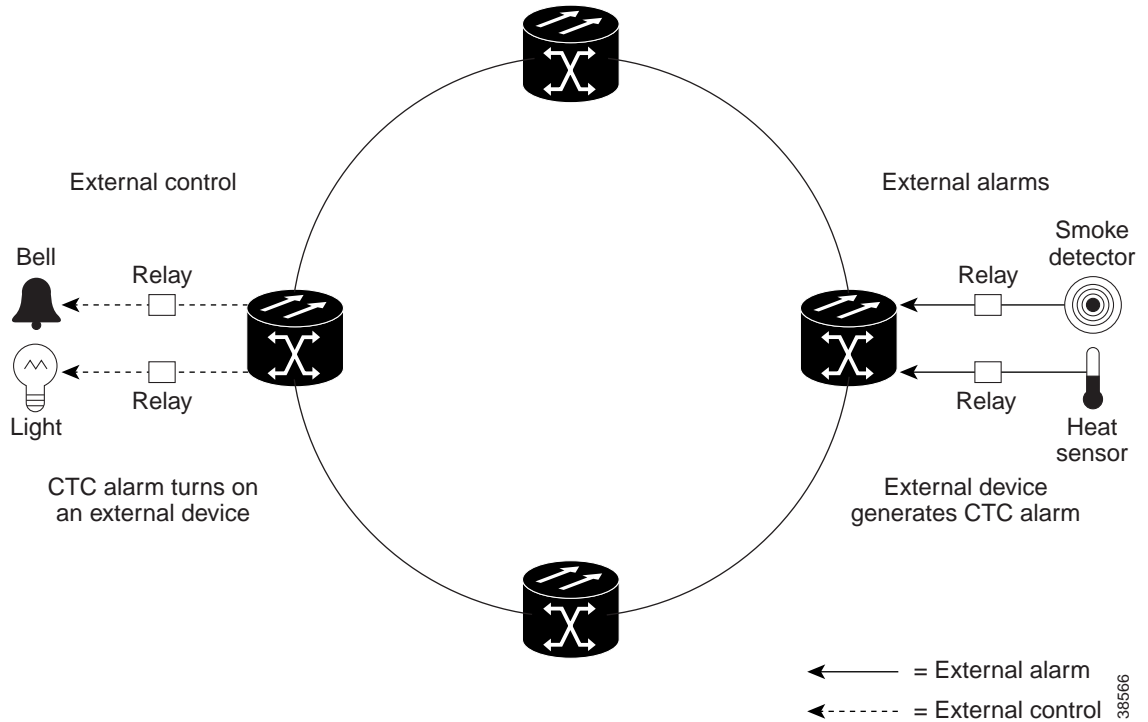 External control
External alarms
Bell
Relay
Relay
Smoke
detector
Light
Relay
Relay
Heat
sensor
CTC alarm turns on
an external device
External device
generates CTC alarm
= External alarm
= External control
38566